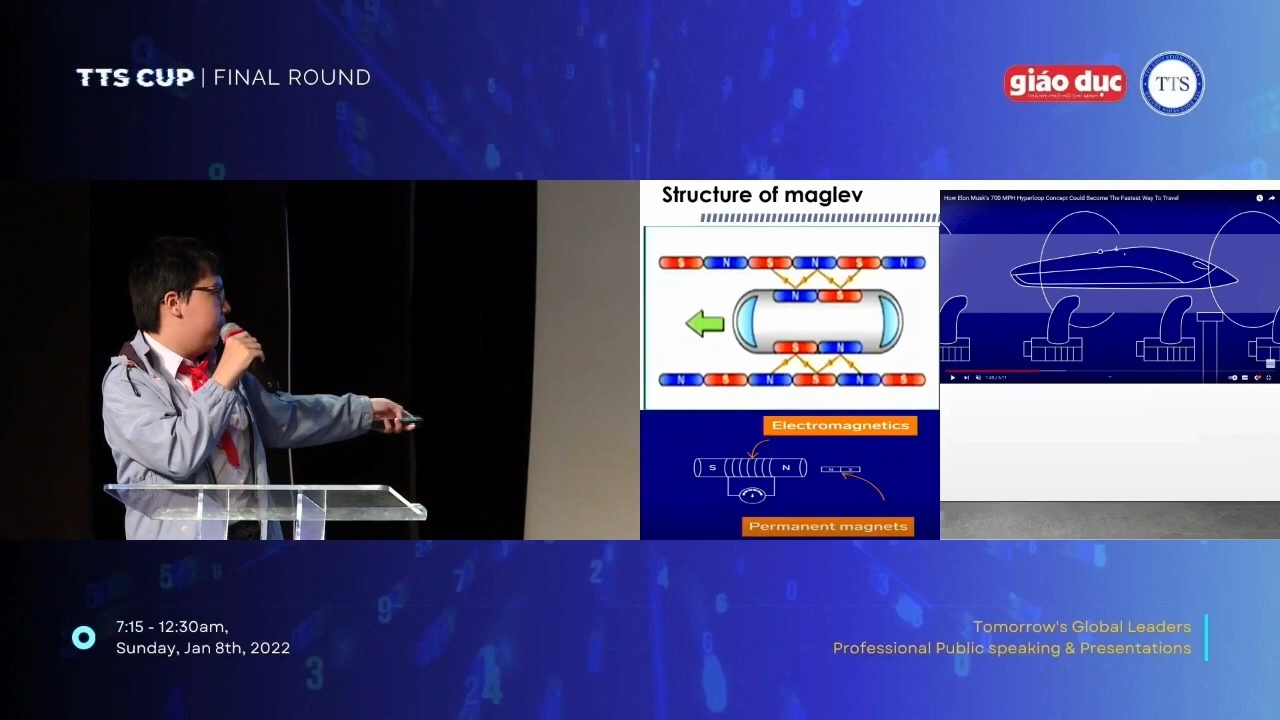 TTS CUP | FINAL ROUND
giáo dục
TTS
Structure of maglev
How Elon Musk's 700 MPH Hyperloop Concept Could Become The Fastest Way To Travel
S N S N S N
N S
S N
N S N S N S
Electromagnetics
S N
N S
Permanent magnets
7:15 - 12:30am,
Sunday, Jan 8th, 2022
Tomorrow's Global Leaders
Professional Public speaking & Presentations